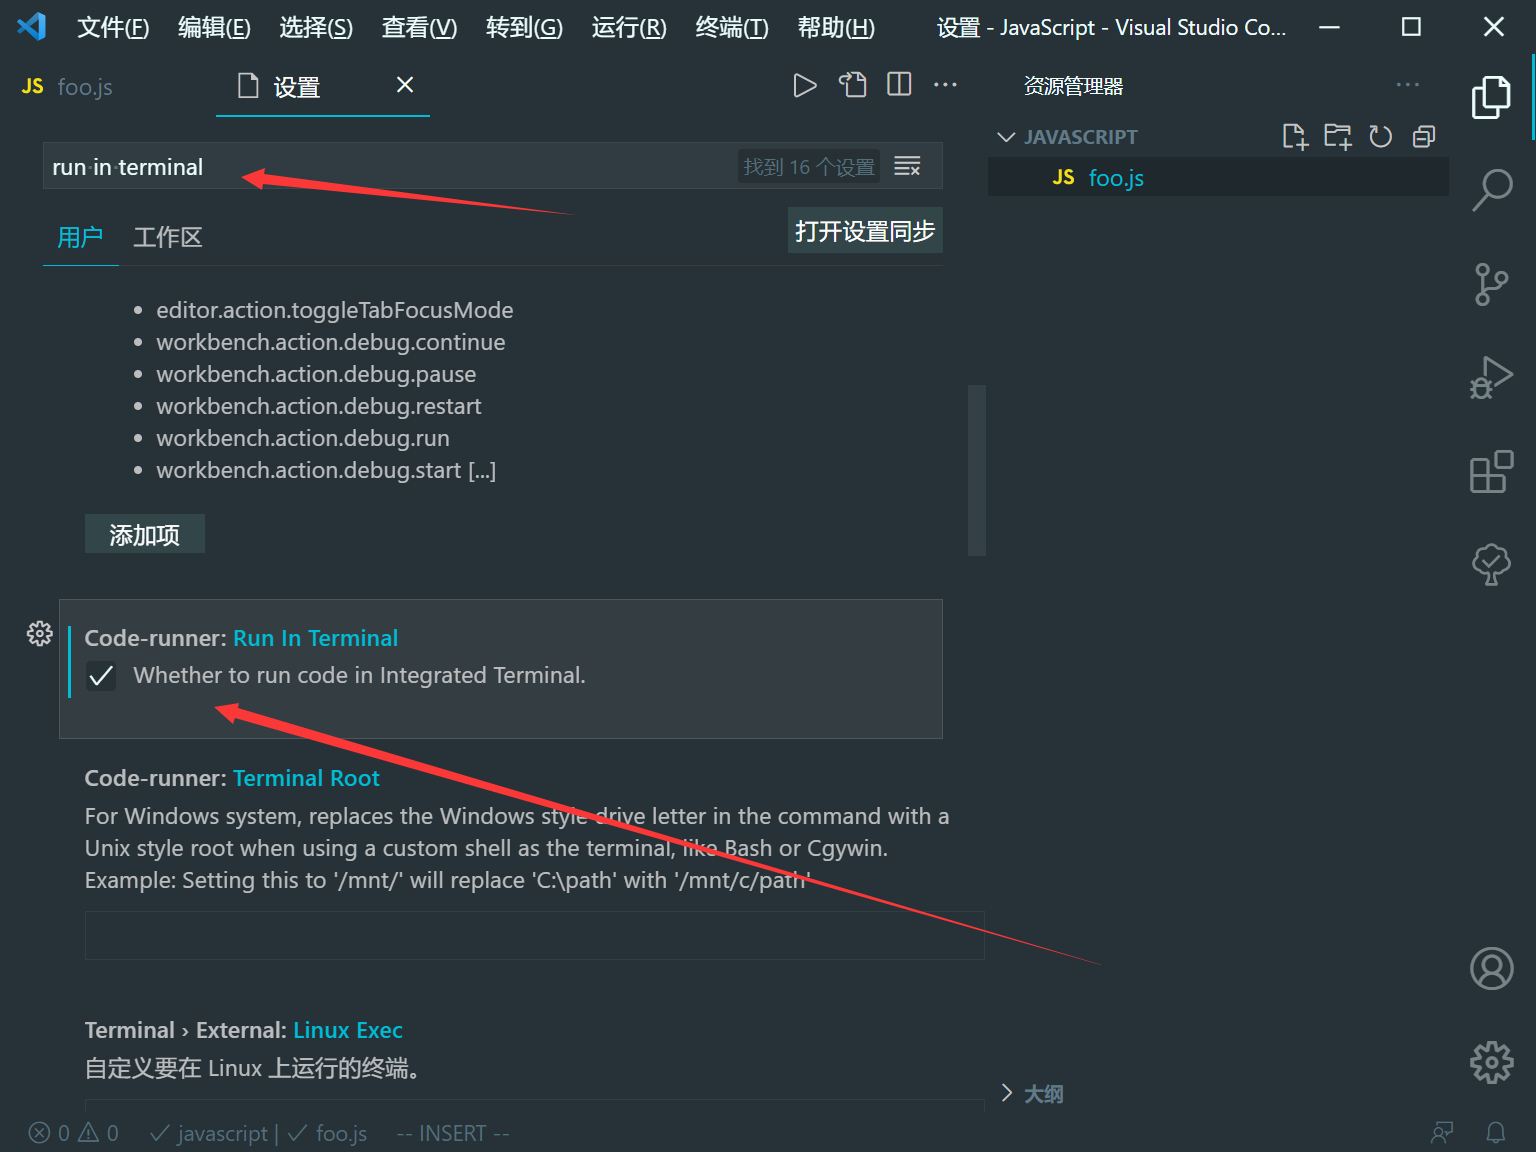 文件(F) 编辑(E) 选择(S) 查看(V) 转到(G) 运行(R) 终端(T) 帮助(H) 设置 - JavaScript - Visual Studio Co...
JS foo.js
设置
资源管理器
JAVASCRIPT
JS foo.js
run in terminal
找到 16 个设置
用户 工作区
打开设置同步
editor.action.toggleTabFocusMode
workbench.action.debug.continue
workbench.action.debug.pause
workbench.action.debug.restart
workbench.action.debug.run
workbench.action.debug.start [...]
添加项
Code-runner: Run In Terminal
Whether to run code in Integrated Terminal.
Code-runner: Terminal Root
For Windows system, replaces the Windows style drive letter in the command with a
Unix style root when using a custom shell as the terminal, like Bash or Cgywin.
Example: Setting this to '/mnt/' will replace 'C:\path' with '/mnt/c/path'
Terminal › External: Linux Exec
自定义要在 Linux 上运行的终端。
大纲
0 0 javascript | foo.js -- INSERT --